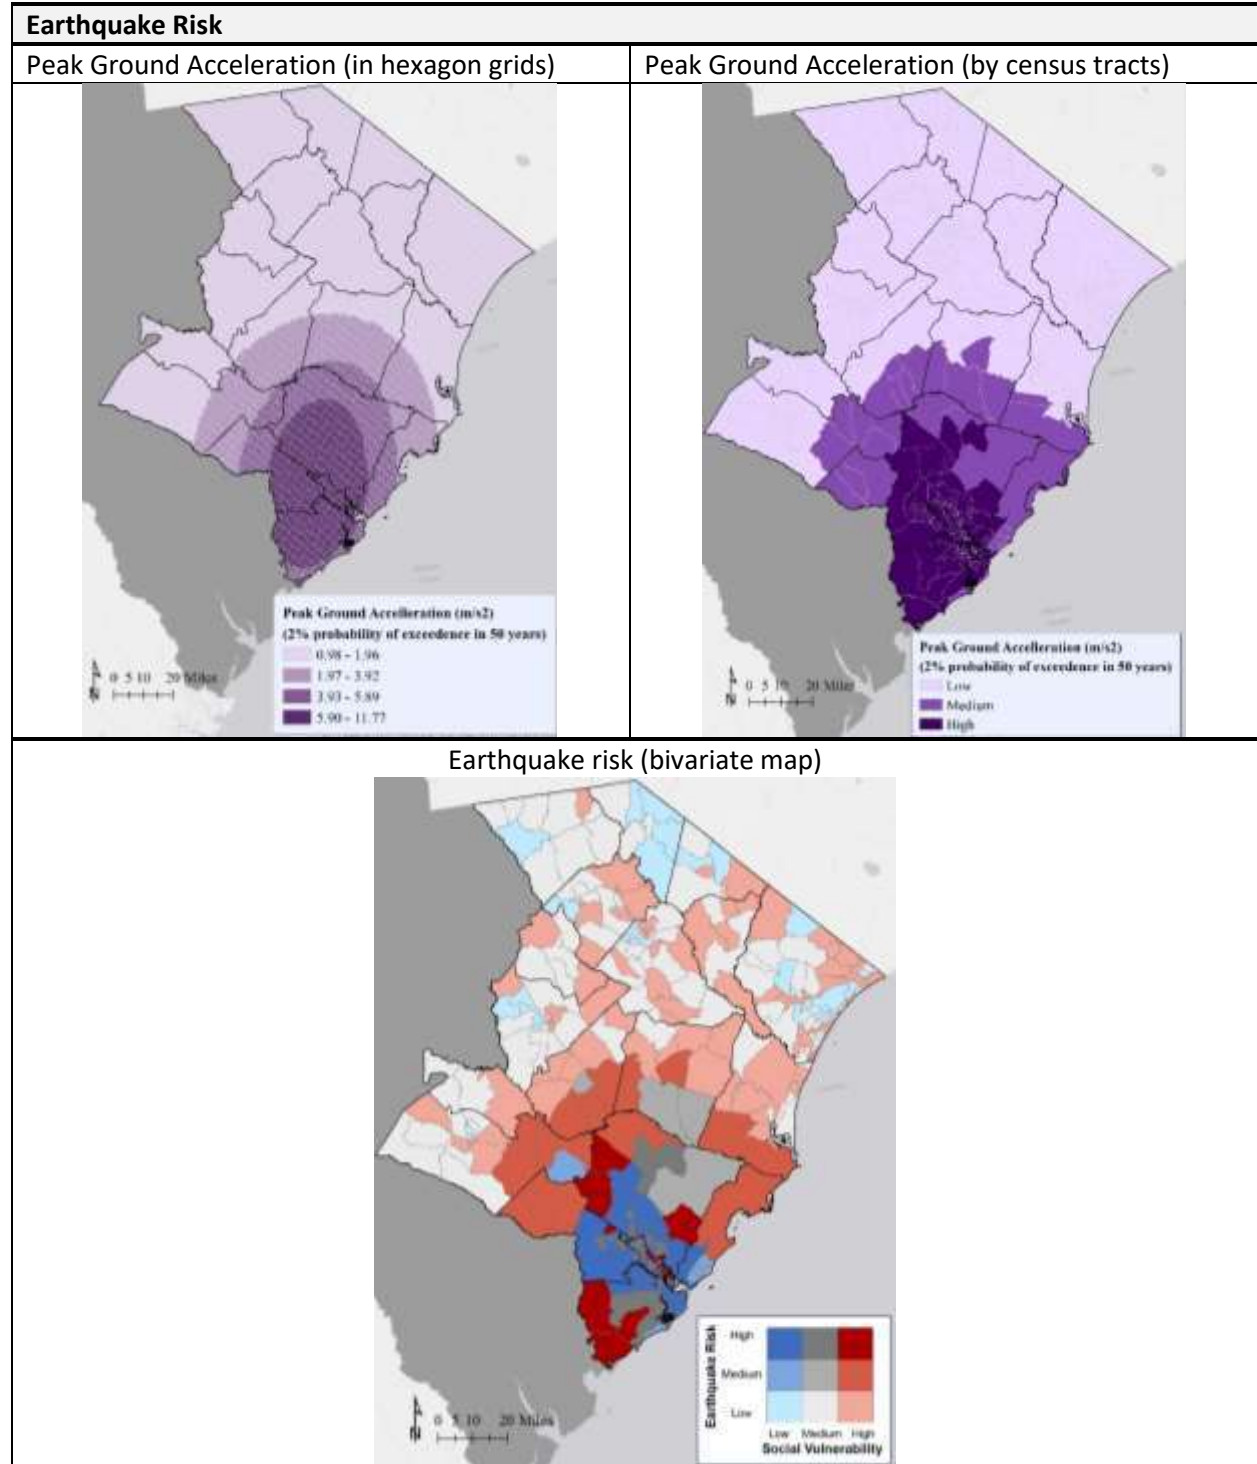 Earthquake Risk
Peak Ground Acceleration (in hexagon grids)
Peak Ground Acceleration (by census tracts)
Peak Ground Accelleration (m/s2)
(2% probability of exceedence in 50 years)
0.98 - 1.96
1.97 - 3.92
3.93 - 5.89
5.90 - 11.77
N
0 5 10 20 Miles
Peak Ground Accelleration (m/s2)
(2% probability of exceedence in 50 years)
Low
Medium
High
N
0 5 10 20 Miles
Earthquake risk (bivariate map)
Earthquake Risk
High
Medium
Low
Low Medium High
Social Vulnerability
N
0 5 10 20 Miles